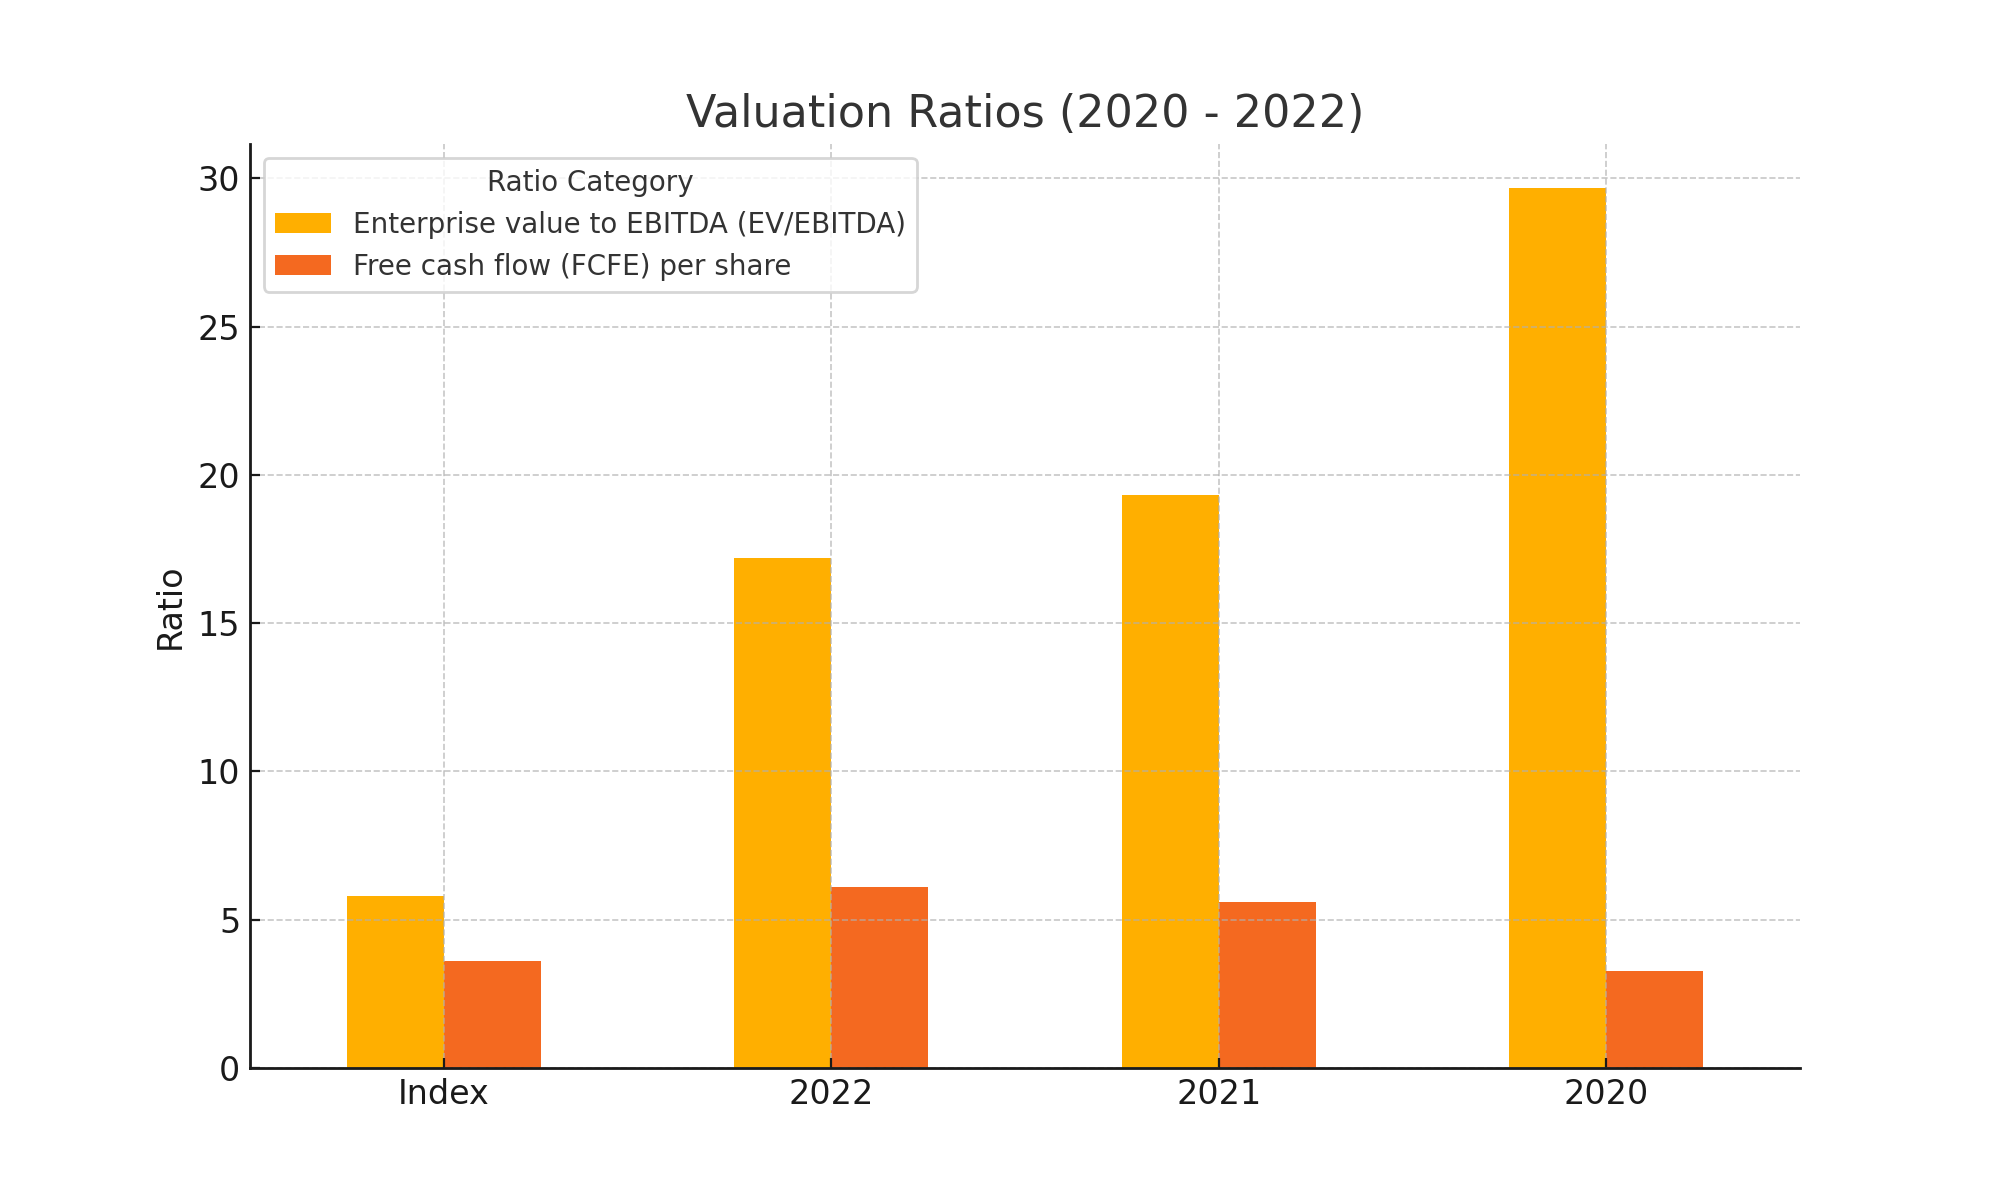 Valuation Ratios (2020 - 2022)
Ratio Category
Enterprise value to EBITDA (EV/EBITDA)
Free cash flow (FCFE) per share
30
25
20
15
10
5
0
Ratio
Index 2022 2021 2020